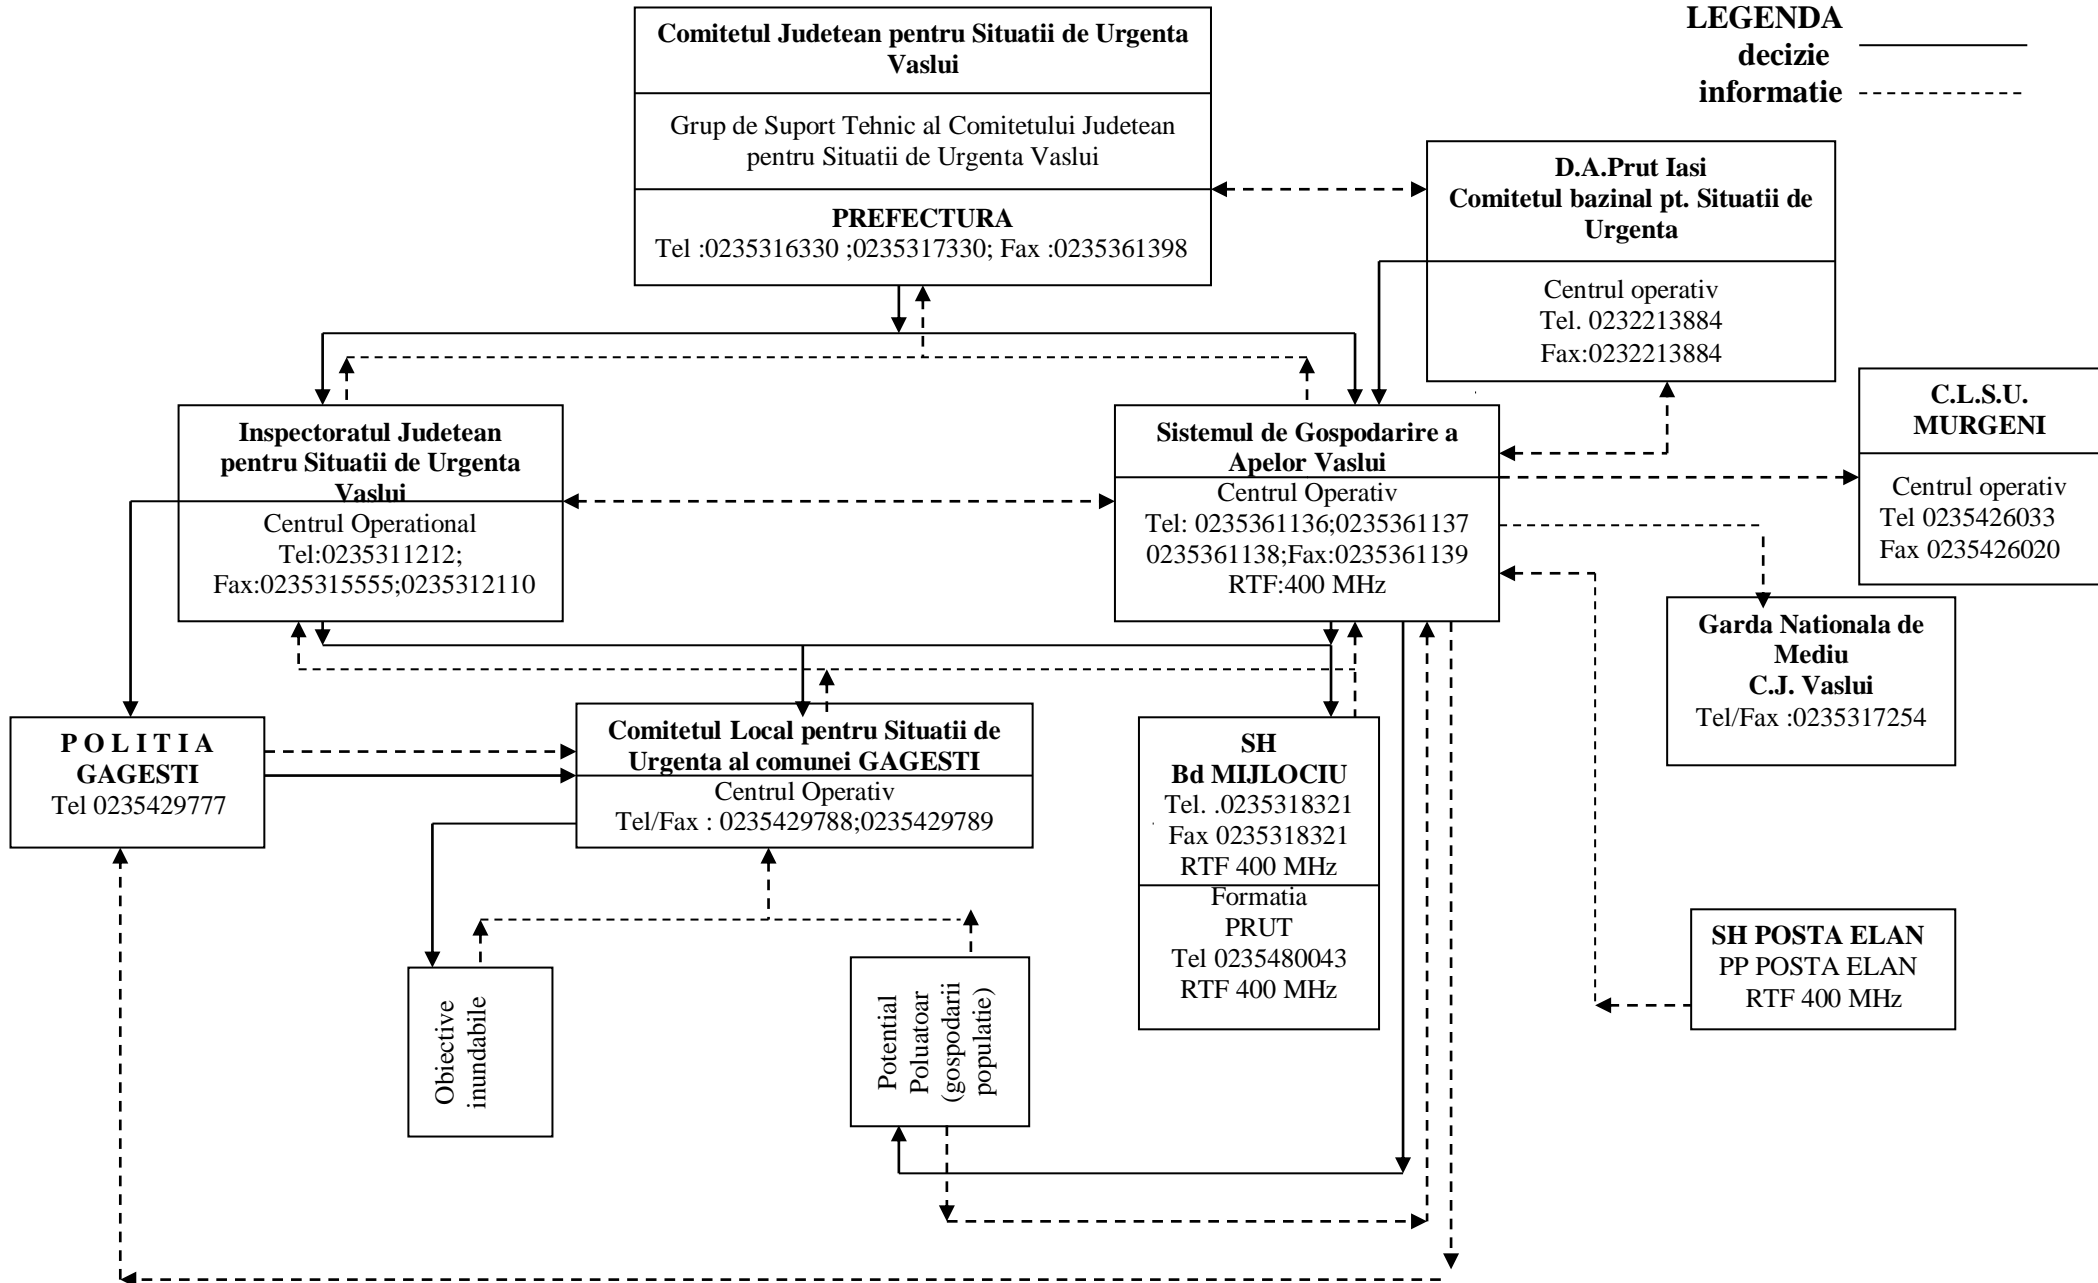 Comitetul Judetean pentru Situatii de Urgenta
Vaslui
Grup de Suport Tehnic al Comitetului Judetean
pentru Situatii de Urgenta Vaslui
PREFECTURA
Tel :0235316330 ;0235317330; Fax :0235361398
LEGENDA
decizie
informatie
D.A.Prut Iasi
Comitetul bazinal pt. Situatii de
Urgenta
Centrul operativ
Tel. 0232213884
Fax:0232213884
Inspectoratul Judetean
pentru Situatii de Urgenta
Vaslui
Centrul Operational
Tel:0235311212;
Fax:0235315555;0235312110
Sistemul de Gospodarire a
Apelor Vaslui
Centrul Operativ
Tel: 0235361136;0235361137
0235361138;Fax:0235361139
RTF:400 MHz
C.L.S.U.
MURGENI
Centrul operativ
Tel 0235426033
Fax 0235426020
Garda Nationala de
Mediu
C.J. Vaslui
Tel/Fax :0235317254
P O L I T I A
GAGESTI
Tel 0235429777
Comitetul Local pentru Situatii de
Urgenta al comunei GAGESTI
Centrul Operativ
Tel/Fax : 0235429788;0235429789
SH
Bd MIJLOCIU
Tel. .0235318321
Fax 0235318321
RTF 400 MHz
Formatia
PRUT
Tel 0235480043
RTF 400 MHz
SH POSTA ELAN
PP POSTA ELAN
RTF 400 MHz
Obiective
inundabile
Potential
Poluatoar
(gospodarii
populatie)